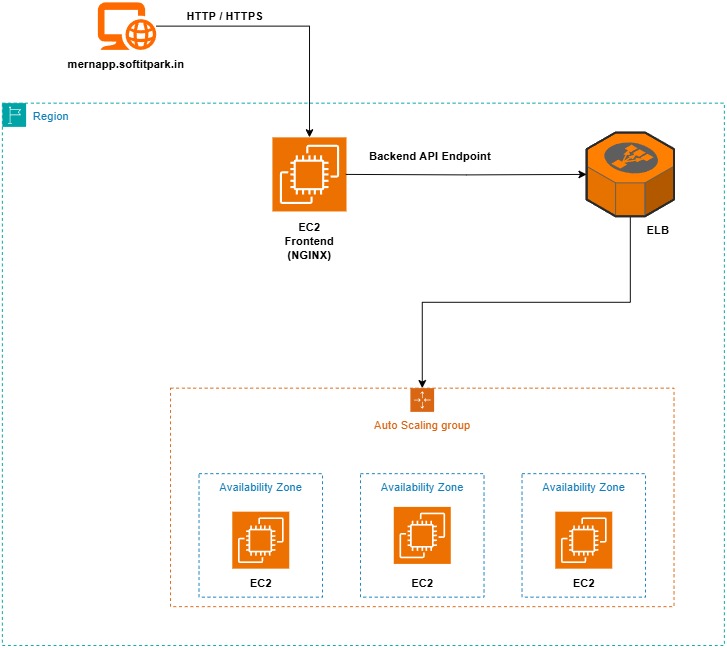 HTTP / HTTPS
mernapp.softitpark.in
Region
Backend API Endpoint
EC2
Frontend
(NGINX)
ELB
Auto Scaling group
Availability Zone
Availability Zone
Availability Zone
EC2
EC2
EC2